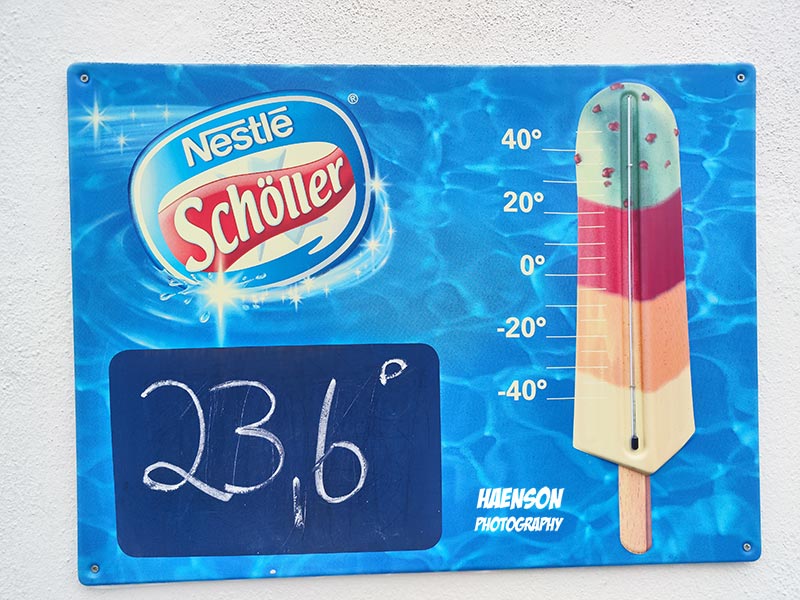 Nestlé ®
Schöller
40°
20°
0°
-20°
-40°
23,6°
HAENSON
PHOTOGRAPHY